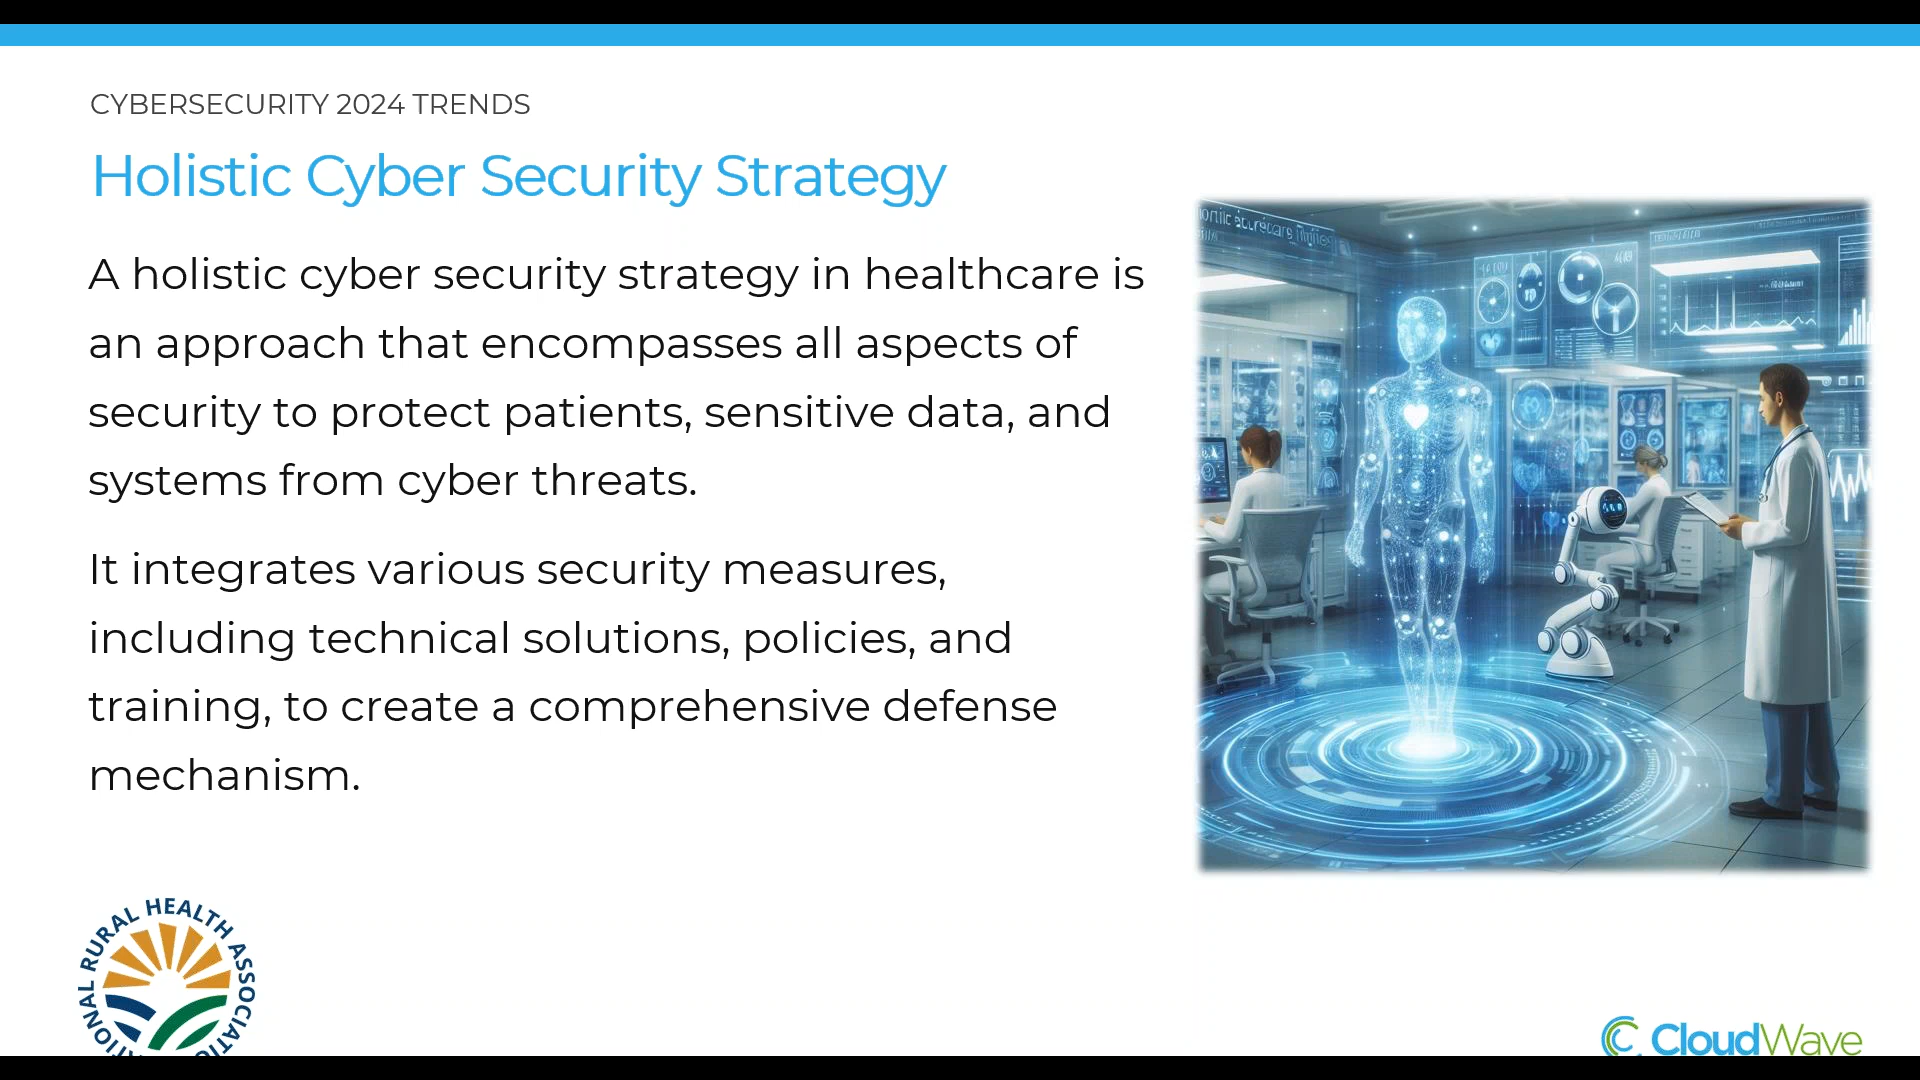 CYBERSECURITY 2024 TRENDS
Holistic Cyber Security Strategy
A holistic cyber security strategy in healthcare is
an approach that encompasses all aspects of
security to protect patients, sensitive data, and
systems from cyber threats.
It integrates various security measures,
including technical solutions, policies, and
training, to create a comprehensive defense
mechanism.
RURAL HEALTH
CloudWave